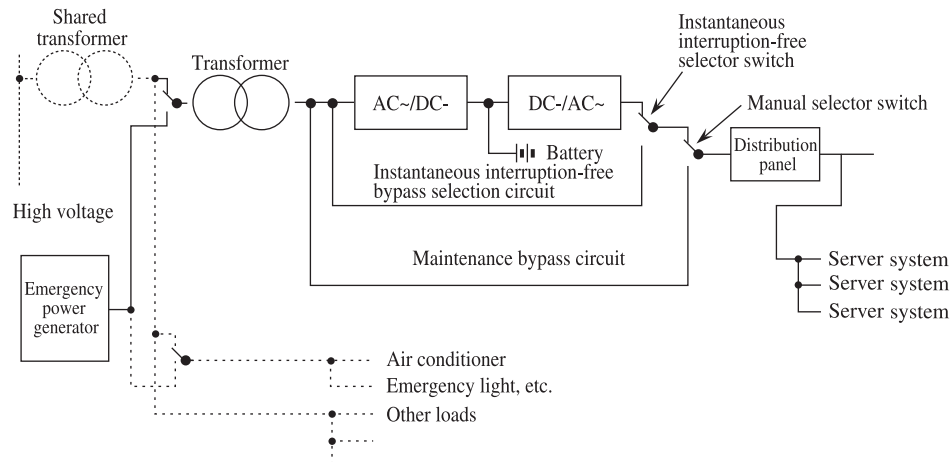 Shared
transformer
Transformer
Instantaneous
interruption-free
selector switch
AC~/DC-
DC-/AC~
Manual selector switch
Battery
Distribution
panel
Instantaneous interruption-free
bypass selection circuit
High voltage
Maintenance bypass circuit
Server system
Server system
Server system
Emergency
power
generator
Air conditioner
Emergency light, etc.
Other loads